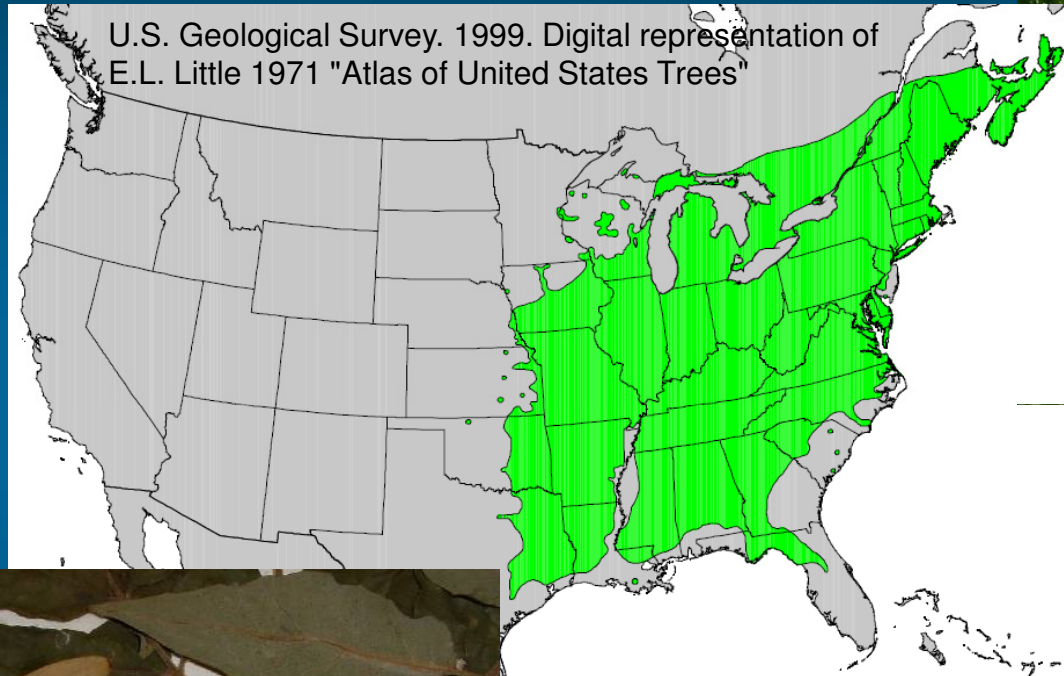 U.S. Geological Survey. 1999. Digital representation of
E.L. Little 1971 "Atlas of United States Trees"